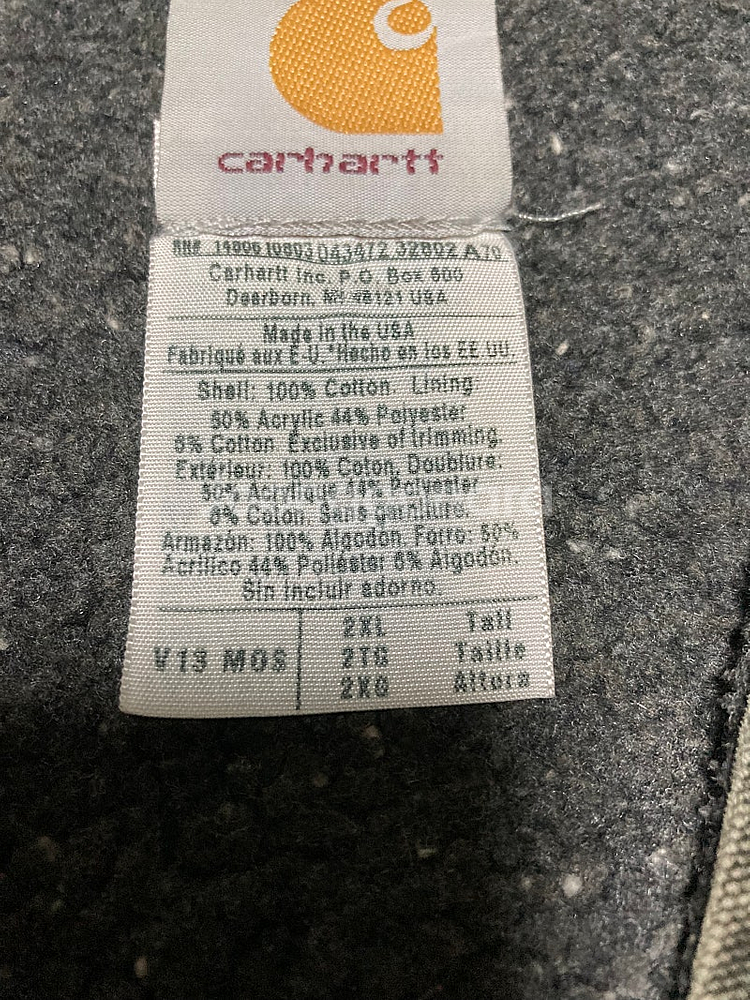 carhartt
RN# 14806 10803 043472 32802 A70
Carhartt Inc. P.O. Box 600
Dearborn, MI 48121 USA
Made in the USA
Fabriqué aux E-U. *Hecho en los EE UU.
Shell: 100% Cotton. Lining:
50% Acrylic 44% Polyester
6% Cotton. Exclusive of trimming.
Extérieur: 100% Coton. Doublure:
50% Acrylique 44% Polyester
6% Coton. Sans garniture.
Armazón: 100% Algodon. Forro: 50%
Acrilico 44% Poliéster 6% Algodón.
Sin incluir adorno.
V13 MOS
2XL Tall
2TG Taille
2XG Altura